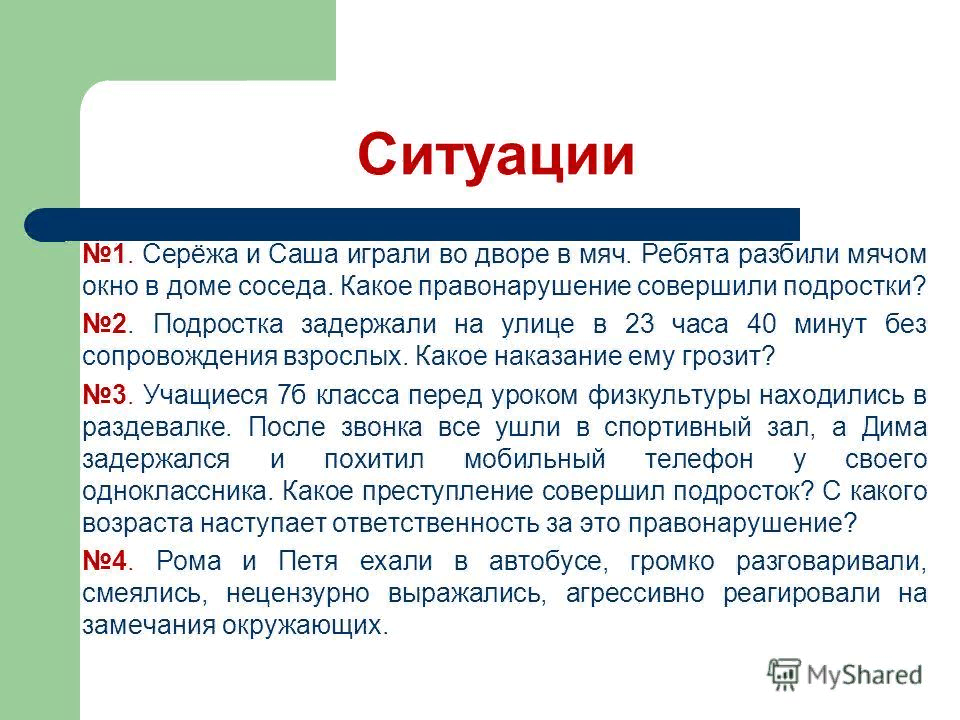 Ситуации
№1. Серёжа и Саша играли во дворе в мяч. Ребята разбили мячом
окно в доме соседа. Какое правонарушение совершили подростки?
№2. Подростка задержали на улице в 23 часа 40 минут без
сопровождения взрослых. Какое наказание ему грозит?
№3. Учащиеся 7б класса перед уроком физкультуры находились в
раздевалке. После звонка все ушли в спортивный зал, а Дима
задержался и похитил мобильный телефон у своего
одноклассника. Какое преступление совершил подросток? С какого
возраста наступает ответственность за это правонарушение?
№4. Рома и Петя ехали в автобусе, громко разговаривали,
смеялись, нецензурно выражались, агрессивно реагировали на
замечания окружающих.
MyShared